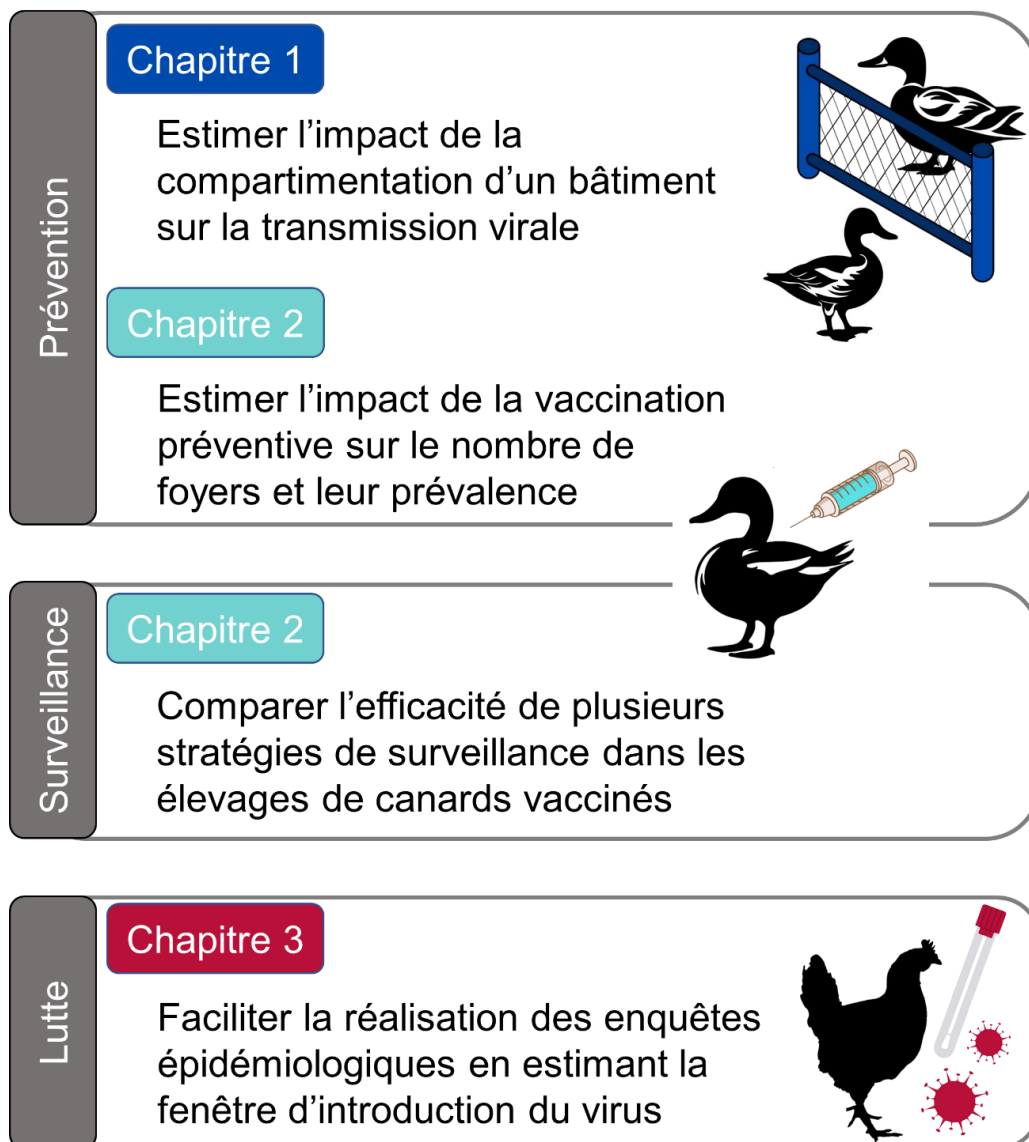 Prévention
Chapitre 1
Estimer l’impact de la
compartimentation d’un bâtiment
sur la transmission virale
Chapitre 2
Estimer l’impact de la vaccination
préventive sur le nombre de
foyers et leur prévalence
Surveillance
Chapitre 2
Comparer l’efficacité de plusieurs
stratégies de surveillance dans les
élevages de canards vaccinés
Lutte
Chapitre 3
Faciliter la réalisation des enquêtes
épidémiologiques en estimant la
fenêtre d’introduction du virus